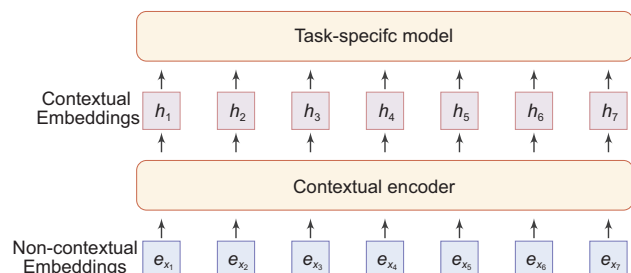 Task-specifc model
Contextual
Embeddings
h1 h2 h3 h4 h5 h6 h7
Contextual encoder
Non-contextual
Embeddings
ex1 ex2 ex3 ex4 ex5 ex6 ex7